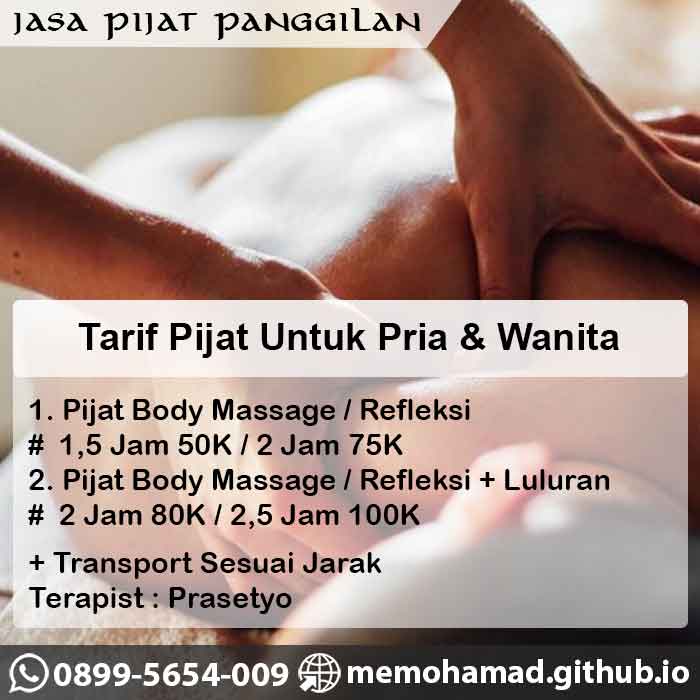 JASA PIJAT PANGGILAN
Tarif Pijat Untuk Pria & Wanita
1. Pijat Body Massage / Refleksi
# 1,5 Jam 50K / 2 Jam 75K
2. Pijat Body Massage / Refleksi + Luluran
# 2 Jam 80K / 2,5 Jam 100K
+ Transport Sesuai Jarak
Terapist : Prasetyo
0899-5654-009 memohamad.github.io